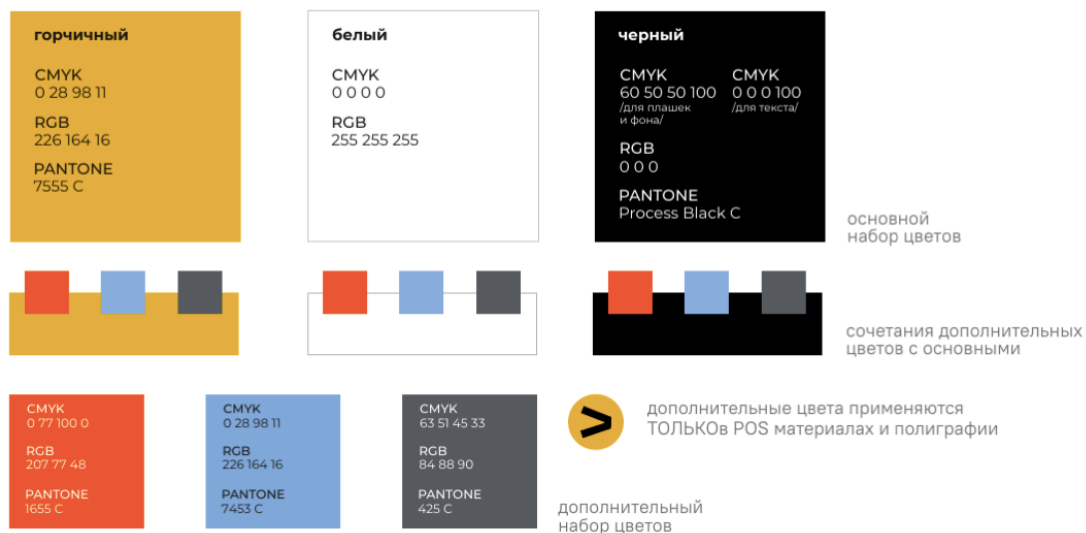 горчичный
CMYK
0 28 98 11
RGB
226 164 16
PANTONE
7555 C
белый
CMYK
0 0 0 0
RGB
255 255 255
черный
CMYK
60 50 50 100
/для плашек
и фона/
CMYK
0 0 0 100
/для текста/
RGB
0 0 0
PANTONE
Process Black C
основной
набор цветов
сочетания дополнительных
цветов с основными
CMYK
0 77 100 0
RGB
207 77 48
PANTONE
1655 C
CMYK
0 28 98 11
RGB
226 164 16
PANTONE
7453 C
CMYK
63 51 45 33
RGB
84 88 90
PANTONE
425 C
>
дополнительные цвета применяются
ТОЛЬКОв POS материалах и полиграфии
дополнительный
набор цветов